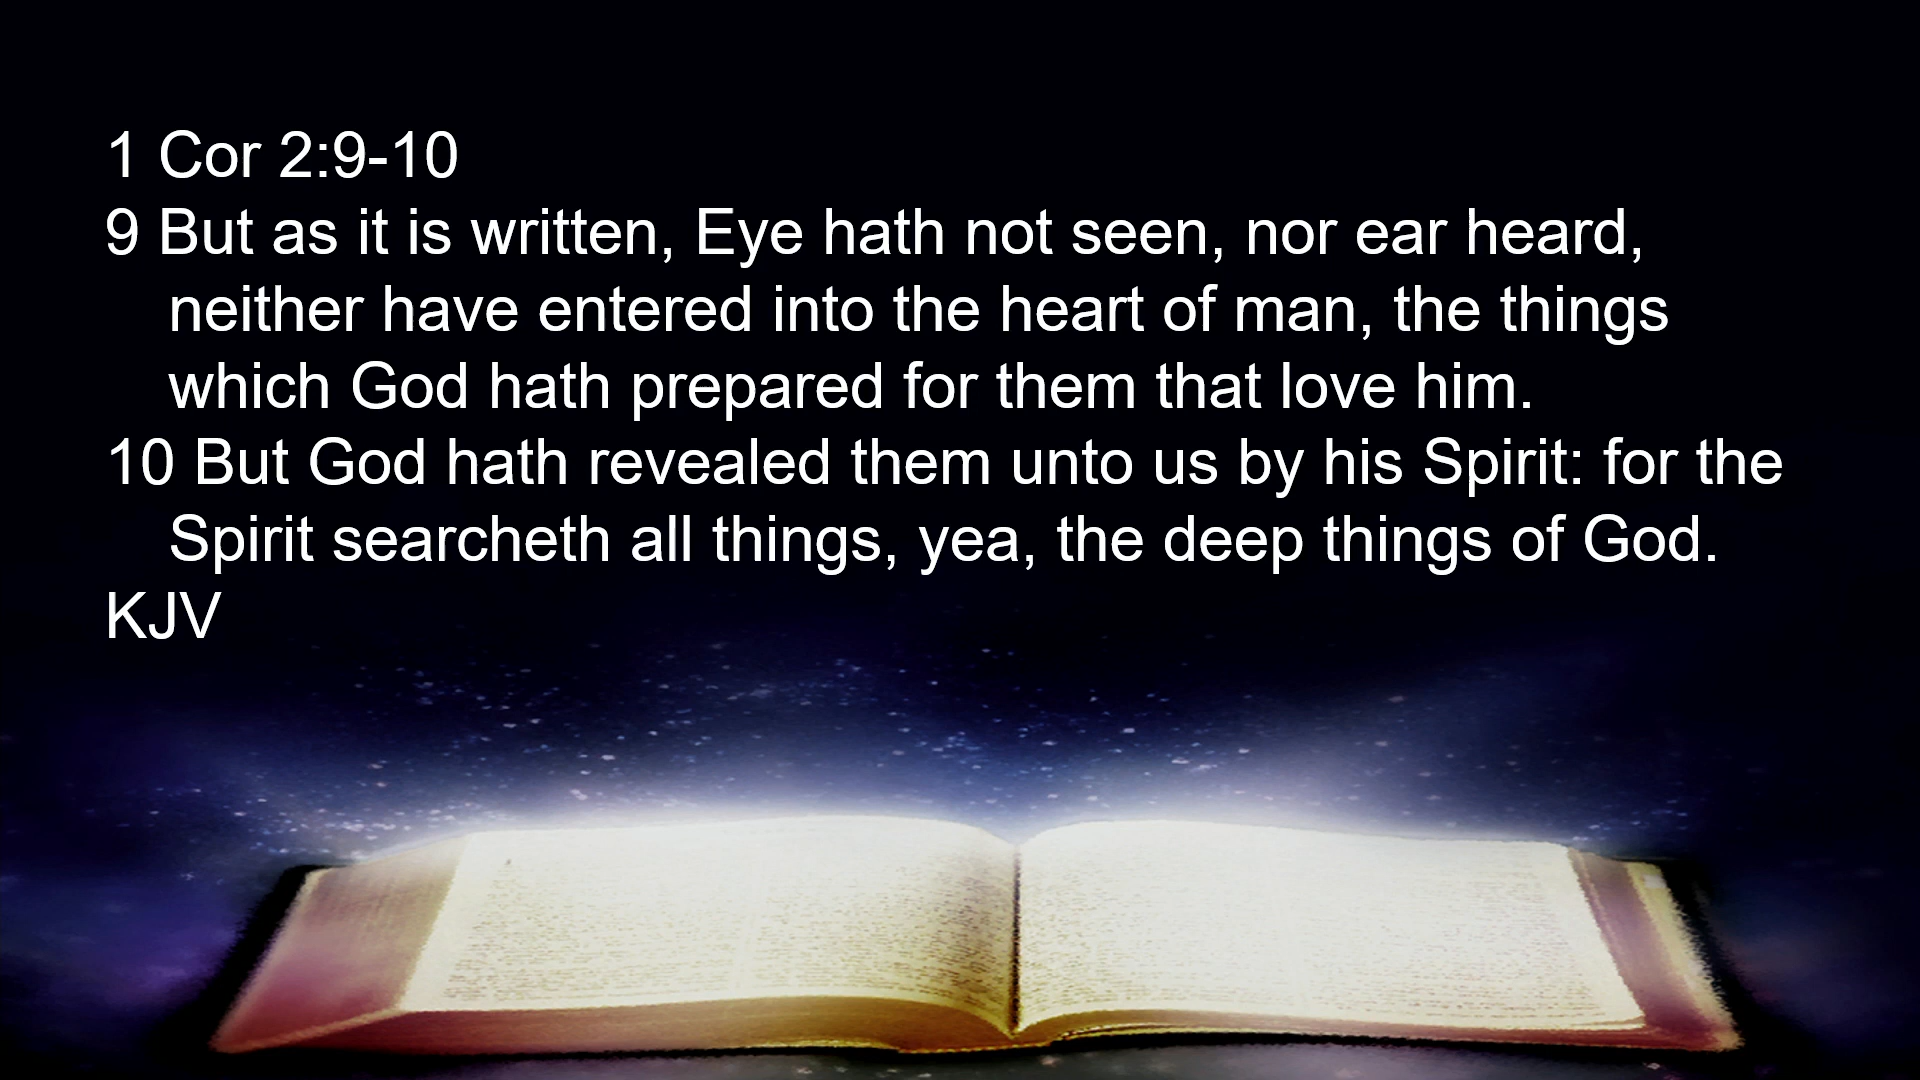 1 Cor 2:9-10
9 But as it is written, Eye hath not seen, nor ear heard,
neither have entered into the heart of man, the things
which God hath prepared for them that love him.
10 But God hath revealed them unto us by his Spirit: for the
Spirit searcheth all things, yea, the deep things of God.
KJV